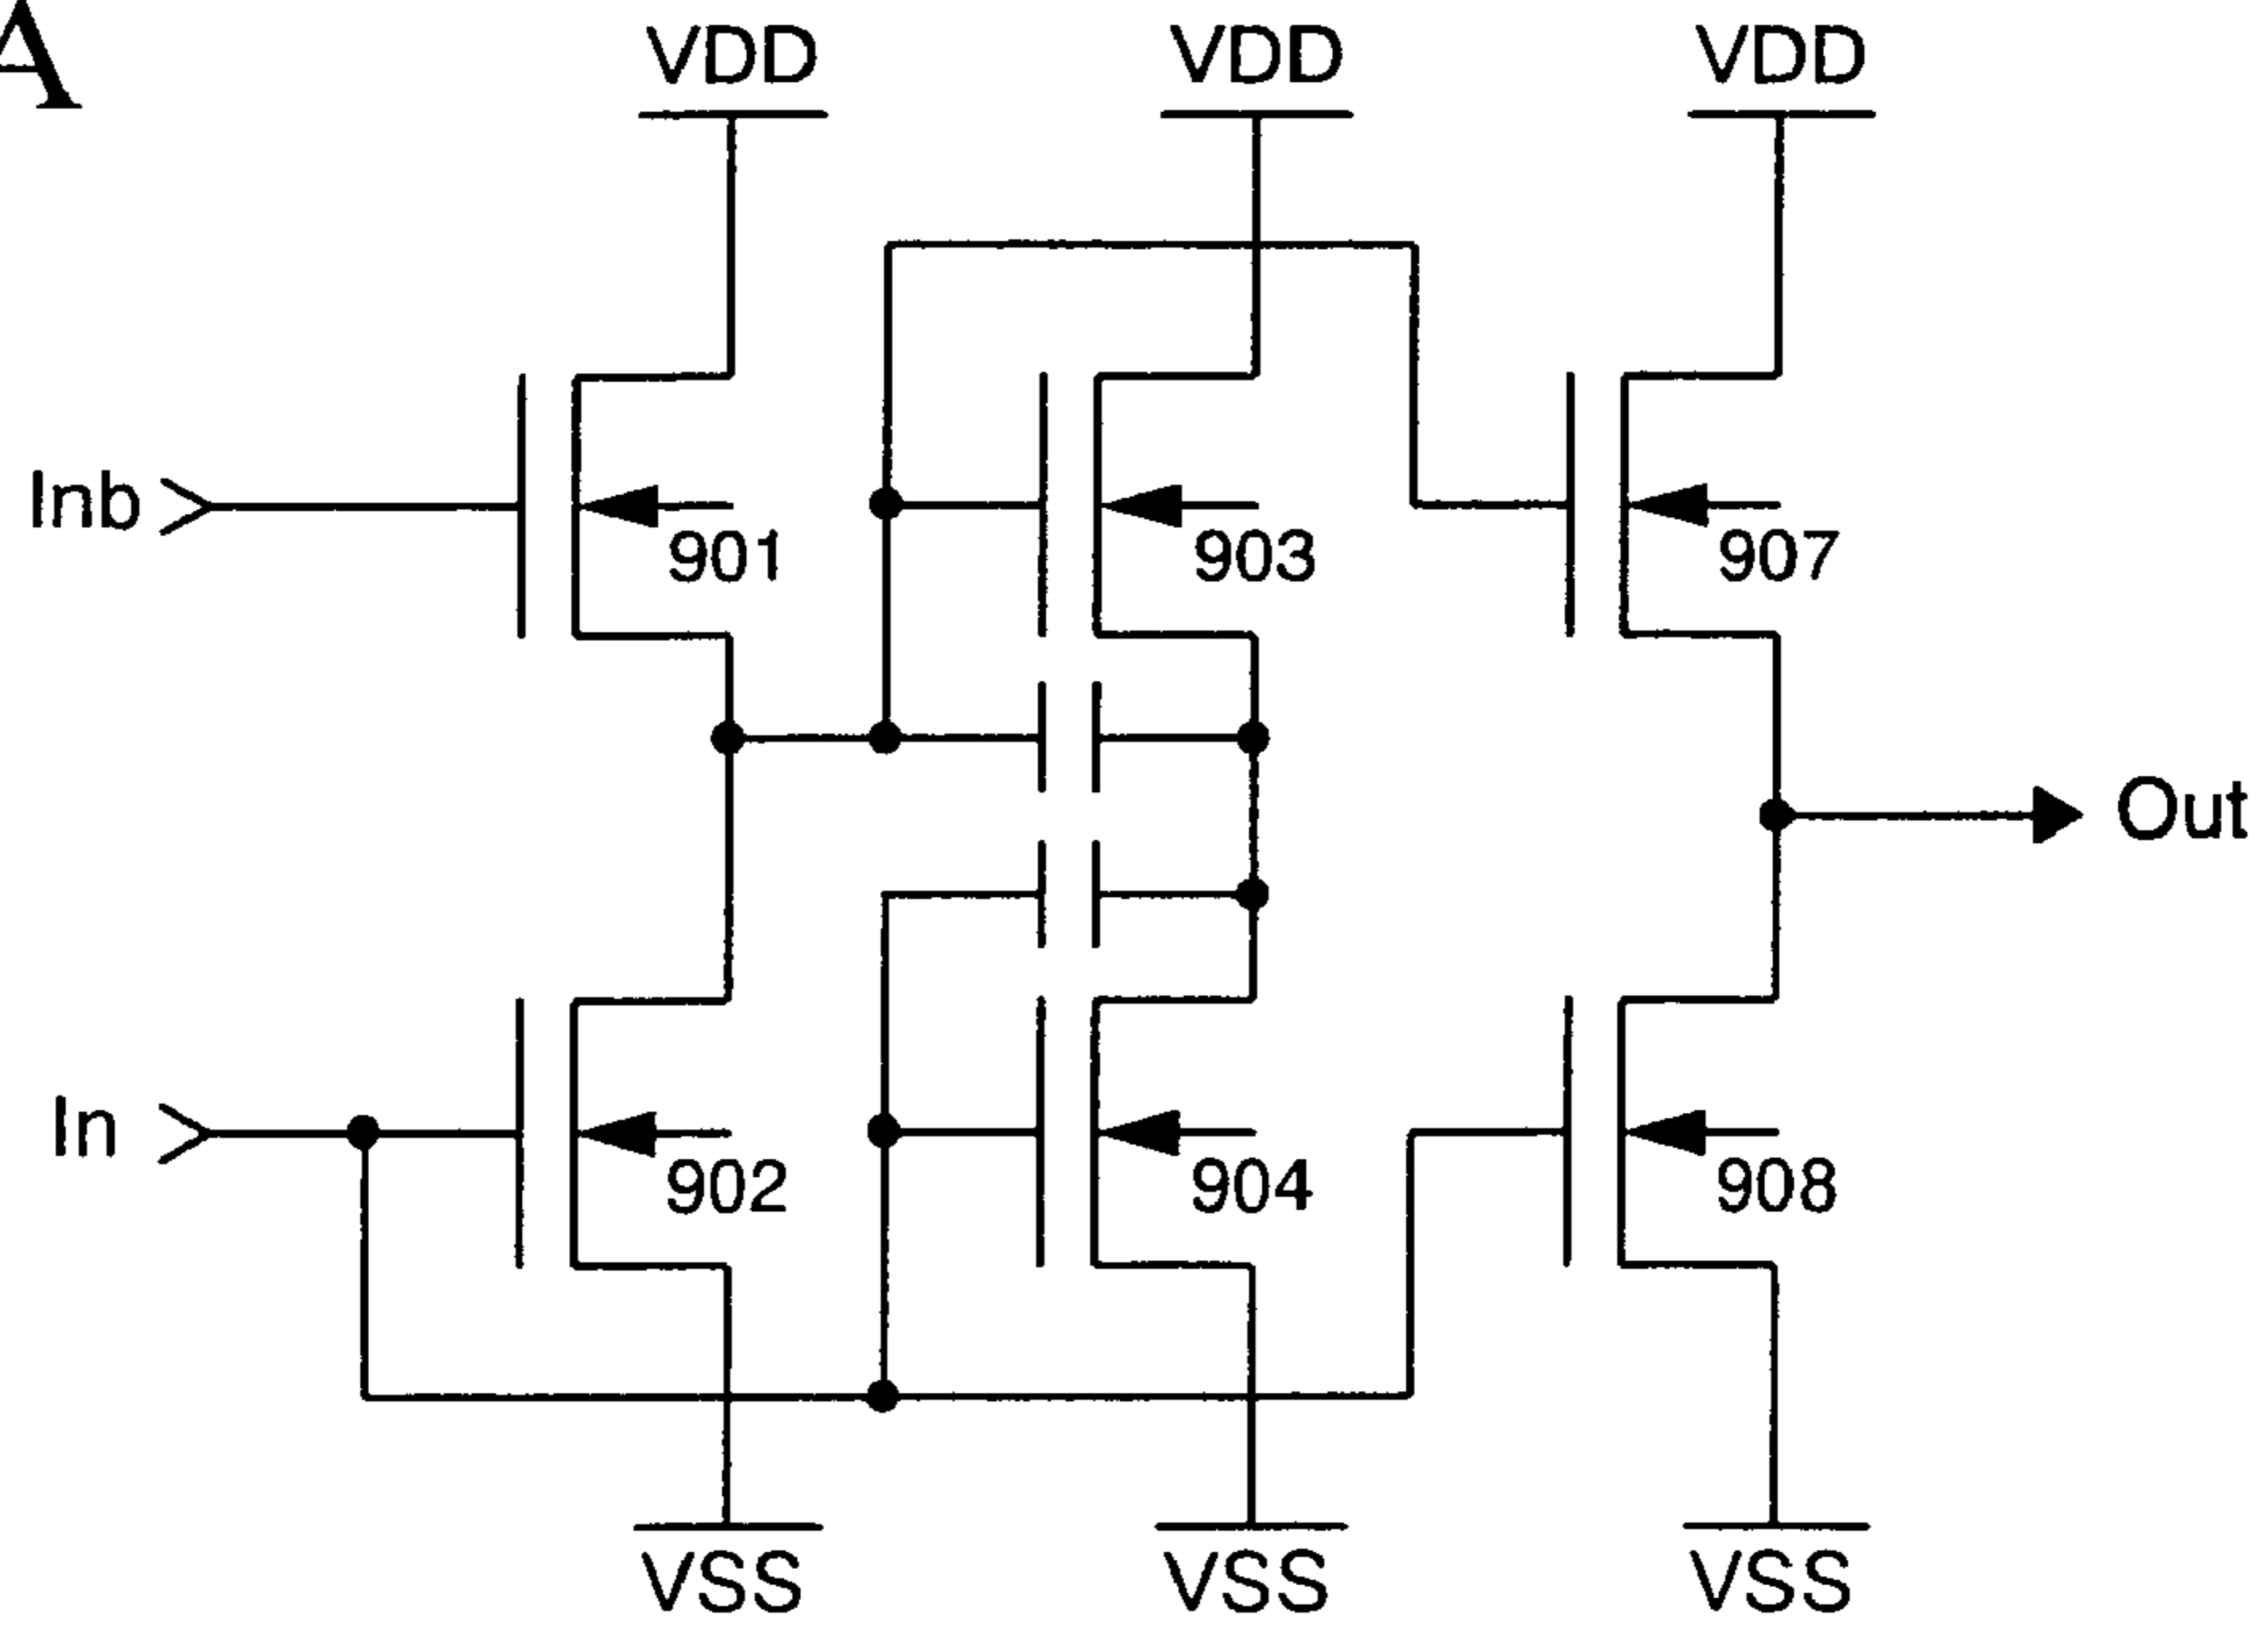 A
VDD VDD VDD
Inb
901 903 907
Out
In
902 904 908
VSS VSS VSS